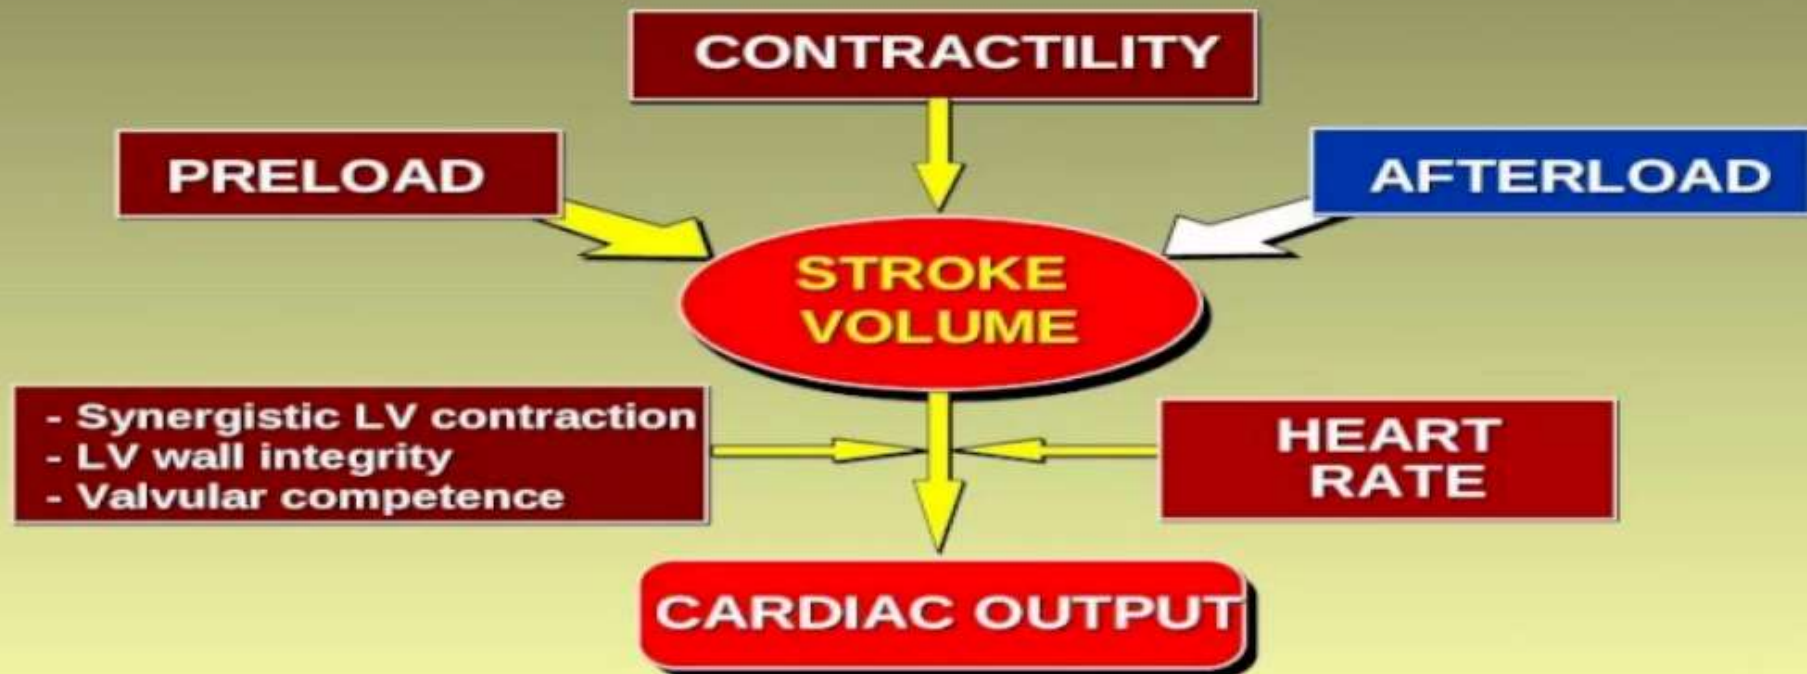 CONTRACTILITY
PRELOAD
AFTERLOAD
STROKE
VOLUME
- Synergistic LV contraction
- LV wall integrity
- Valvular competence
HEART
RATE
CARDIAC OUTPUT